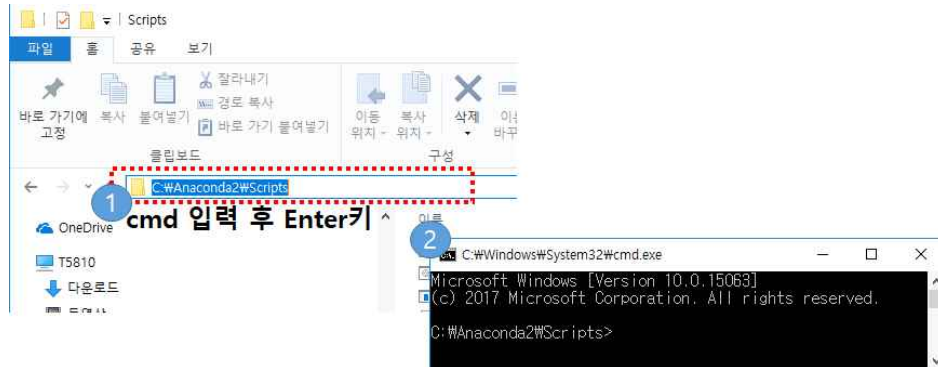 Scripts
파일 홈 공유 보기
잘라내기
경로 복사
바로 가기 붙여넣기
바로 가기에 고정
복사 붙여넣기
이동 위치
복사 위치
삭제
클립보드
구성
C:₩Anaconda2₩Scripts
1
cmd 입력 후 Enter키
OneDrive
T5810
다운로드
이름
2
C:₩Windows₩System32₩cmd.exe
Microsoft Windows [Version 10.0.15063]
(c) 2017 Microsoft Corporation. All rights reserved.
C:₩Anaconda2₩Scripts>